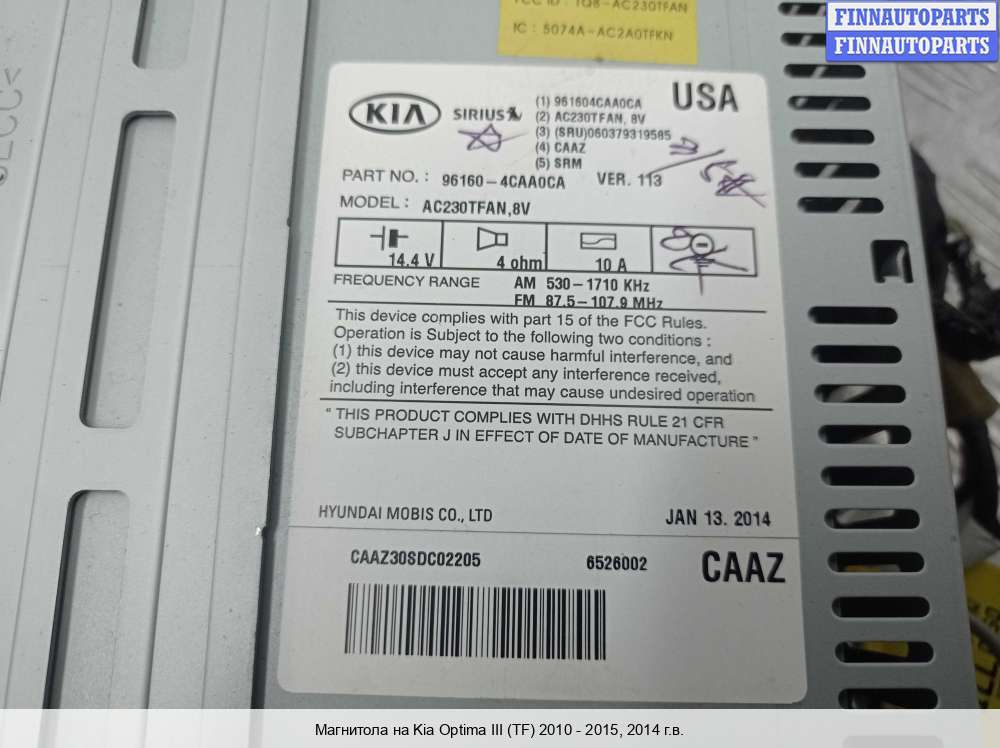 FCC ID : TQ8-AC230TFAN
IC : 5074A-AC2A0TFKN
FINNAUTOPARTS
FINNAUTOPARTS
KIA
SIRIUS
(1) 961604CAA0CA
(2) AC230TFAN, 8V
(3) (SRU)060379319585
(4) CAAZ
(5) SRM
USA
PART NO. : 96160-4CAA0CA VER. 113
MODEL : AC230TFAN,8V
14.4 V 4 ohm 10 A
FREQUENCY RANGE AM 530-1710 KHz
FM 87.5-107.9 MHz
This device complies with part 15 of the FCC Rules.
Operation is Subject to the following two conditions :
(1) this device may not cause harmful interference, and
(2) this device must accept any interference received,
including interference that may cause undesired operation
" THIS PRODUCT COMPLIES WITH DHHS RULE 21 CFR
SUBCHAPTER J IN EFFECT OF DATE OF MANUFACTURE "
HYUNDAI MOBIS CO., LTD JAN 13. 2014
CAAZ30SDC02205 6526002 CAAZ
Магнитола на Kia Optima III (TF) 2010 - 2015, 2014 г.в.